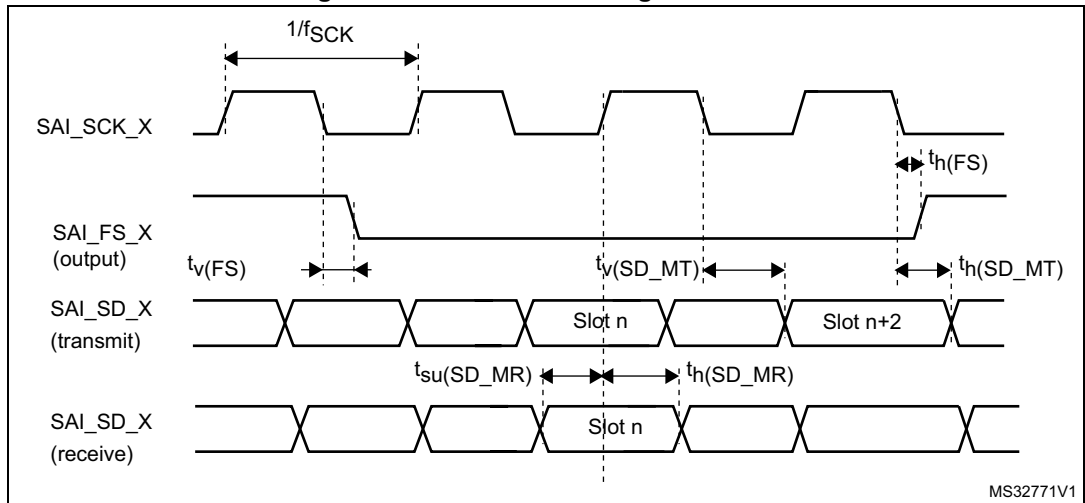 1/fSCK
SAI_SCK_X
th(FS)
SAI_FS_X
(output)
tv(FS)
tv(SD_MT)
th(SD_MT)
SAI_SD_X
(transmit)
Slot n
Slot n+2
tsu(SD_MR)
th(SD_MR)
SAI_SD_X
(receive)
Slot n
MS32771V1